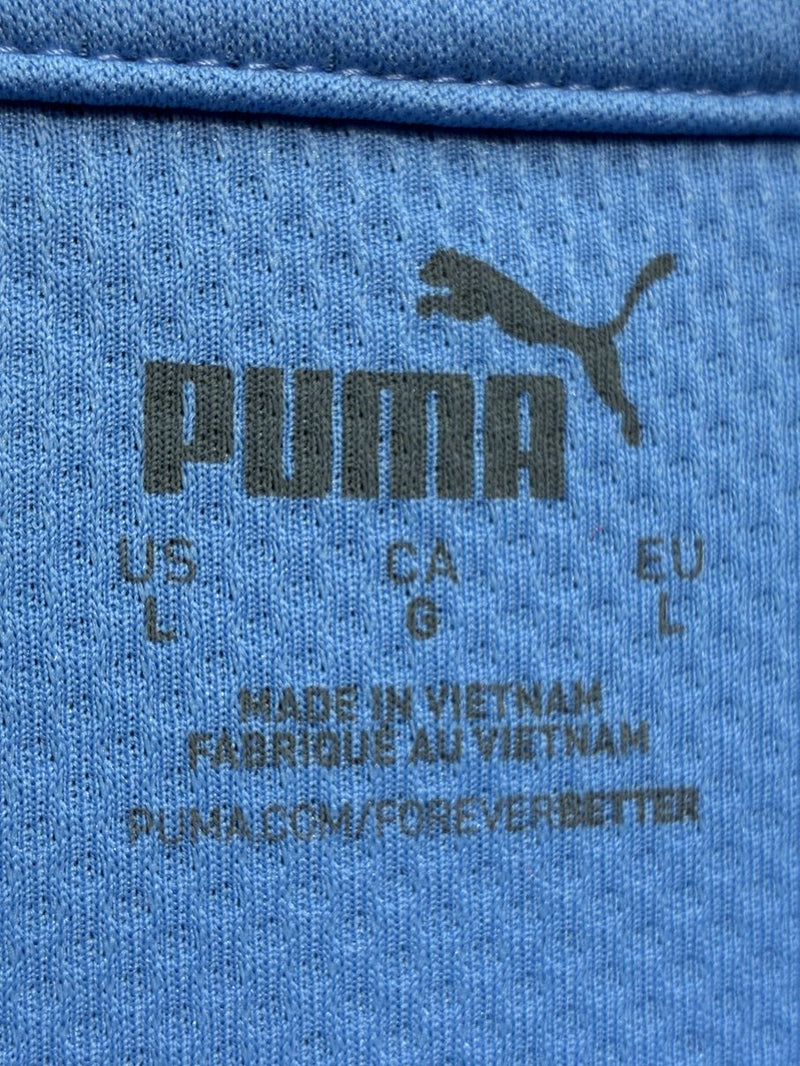 PUMA
US CA EU
L G L
MADE IN VIETNAM
FABRIQUÉ AU VIETNAM
PUMA.COM/FOREVERBETTER